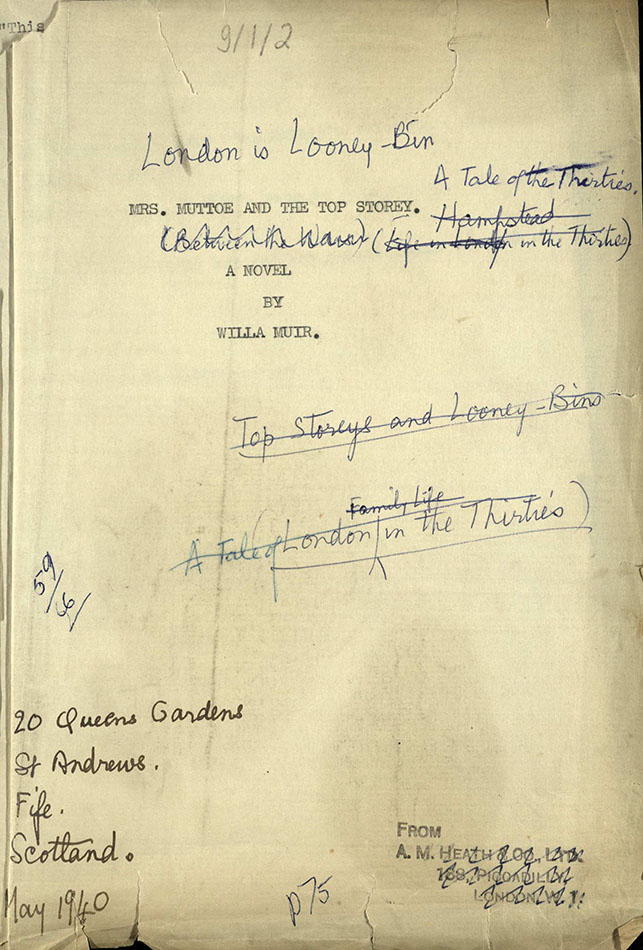 "This
9/1/2
London is Looney-Bin
A Tale of the Thirties.
MRS. MUTTOE AND THE TOP STOREY.
Hampstead
(Between the Wars) (Life in London in the Thirties)
A NOVEL
BY
WILLA MUIR.
Top Storeys and Looney-Bins
Family Life
A Tale of (London in the Thirties)
59/66/
20 Queens Gardens
St Andrews.
Fife.
Scotland.
May 1940
FROM
A. M. HEATH & CO., LTD.
188, PICCADILLY,
LONDON, W. 1.
p75